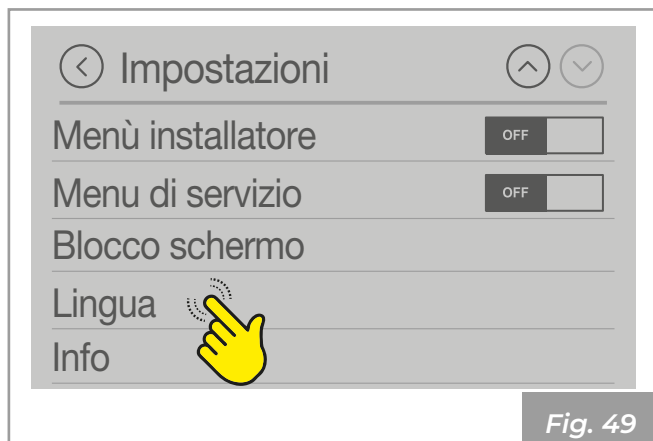 Impostazioni
Menù installatore OFF
Menu di servizio OFF
Blocco schermo
Lingua
Info
Fig. 49